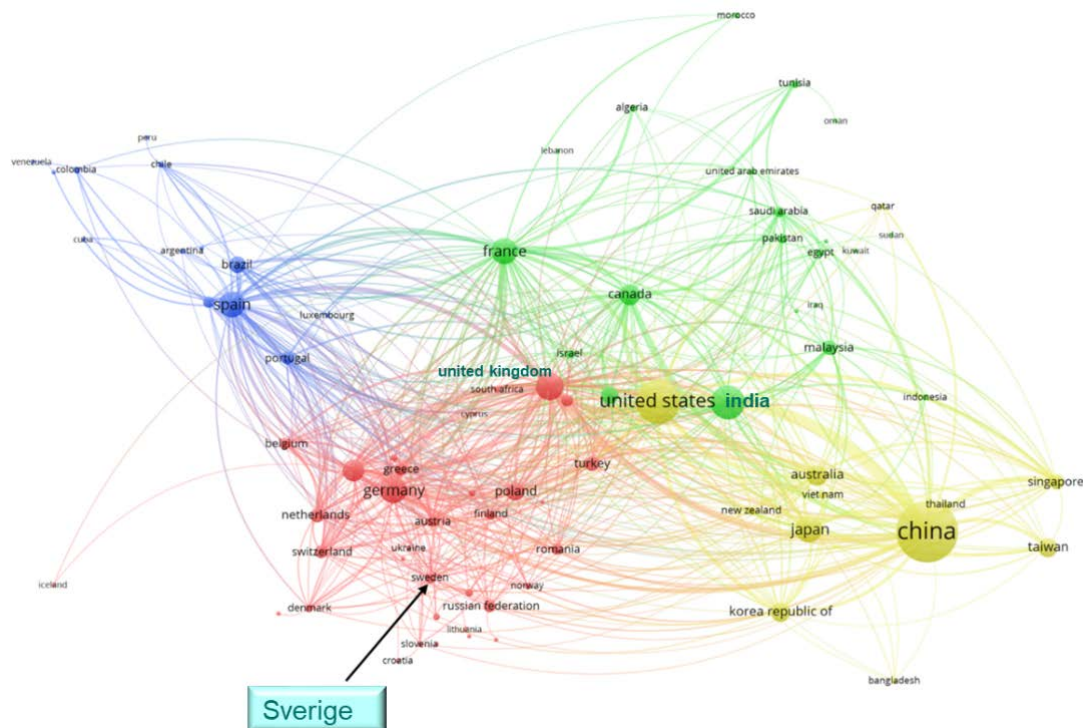 morocco
tunisia
algeria
oman
peru
lebanon
venezuela
chile
colombia
united arab emirates
qatar
saudi arabia
cuba
pakistan
sudan
argentina
france
egypt
kuwait
brazil
canada
spain
iraq
luxembourg
malaysia
israel
portugal
united kingdom
south africa
united states
india
indonesia
cyprus
belgium
greece
turkey
australia
singapore
germany
poland
viet nam
thailand
netherlands
finland
new zealand
austria
japan
china
switzerland
ukraine
romania
taiwan
sweden
iceland
norway
denmark
russian federation
korea republic of
lithuania
slovenia
croatia
bangladesh
Sverige